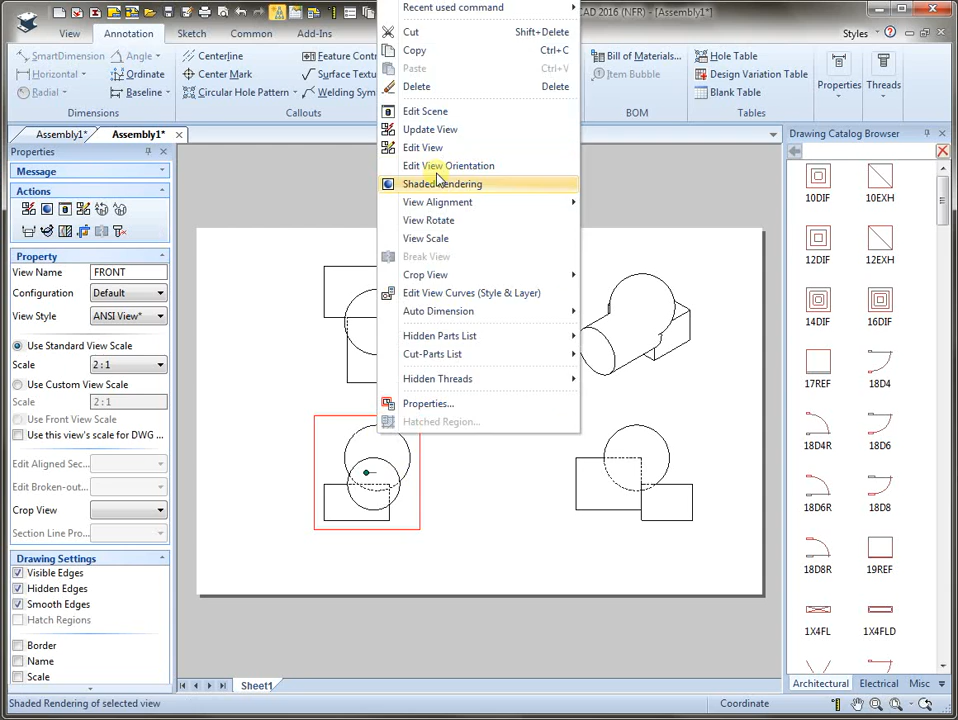 CAD 2016 (NFR) - [Assembly1*]
View
Annotation
Sketch
Common
Add-Ins
Styles
SmartDimension
Angle
Horizontal
Ordinate
Radial
Baseline
Dimensions
Centerline
Center Mark
Circular Hole Pattern
Feature Contr
Surface Textu
Welding Sym
Callouts
Bill of Materials...
Item Bubble
BOM
Hole Table
Design Variation Table
Blank Table
Tables
Properties
Threads
Assembly1*
Assembly1*
Properties
Message
Actions
Property
View Name FRONT
Configuration Default
View Style ANSI View*
Use Standard View Scale
Scale 2:1
Use Custom View Scale
Scale 2:1
Use Front View Scale
Use this view's scale for DWG ...
Edit Aligned Sec...
Edit Broken-out...
Crop View
Section Line Pro...
Drawing Settings
Visible Edges
Hidden Edges
Smooth Edges
Hatch Regions
Border
Name
Scale
Recent used command
Cut Shift+Delete
Copy Ctrl+C
Paste Ctrl+V
Delete Delete
Edit Scene
Update View
Edit View
Edit View Orientation
Shaded Rendering
View Alignment
View Rotate
View Scale
Break View
Crop View
Edit View Curves (Style & Layer)
Auto Dimension
Hidden Parts List
Cut-Parts List
Hidden Threads
Properties...
Hatched Region...
Drawing Catalog Browser
10DIF 10EXH
12DIF 12EXH
14DIF 16DIF
17REF 18D4
18D4R 18D6
18D6R 18D8
18D8R 19REF
1X4FL 1X4FLD
Architectural
Electrical
Misc
Sheet1
Shaded Rendering of selected view
Coordinate